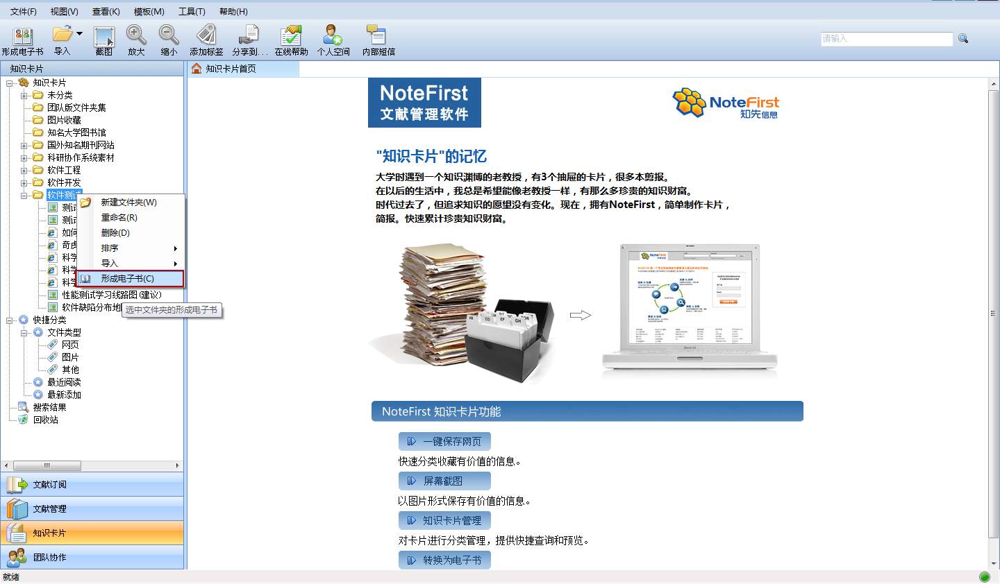 文件(F) 视图(V) 查看(K) 模板(M) 工具(T) 帮助(H)
形成电子书 导入 截图 放大 缩小 添加标签 分享到... 在线帮助 个人空间 内部短信
请输入
知识卡片
知识卡片首页
知识卡片
未分类
团队版文件夹集
图片收藏
知名大学图书馆
国外知名期刊网站
科研协作系统素材
软件工程
软件开发
软件测试
测试
测试
如何
奇虎
科学
科学
科学
性能测试学习线路图(建议)
软件缺陷分布地
新建文件夹(W)
重命名(R)
删除(D)
排序
导入
形成电子书(C)
选中文件夹的形成电子书
快捷分类
文件类型
网页
图片
其他
最近阅读
最新添加
搜索结果
回收站
文献订阅
文献管理
知识卡片
团队协作
就绪
NoteFirst
文献管理软件
NoteFirst
知先信息
"知识卡片"的记忆
大学时遇到一个知识渊博的老教授，有3个抽屉的卡片，很多本剪报。
在以后的生活中，我总是希望能像老教授一样，有那么多珍贵的知识财富。
时代过去了，但追求知识的愿望没有变化。现在，拥有NoteFirst，简单制作卡片，
简报。快速累计珍贵知识财富。
NoteFirst 知识卡片功能
一键保存网页
快速分类收藏有价值的信息。
屏幕截图
以图片形式保存有价值的信息。
知识卡片管理
对卡片进行分类管理，提供快捷查询和预览。
转换为电子书